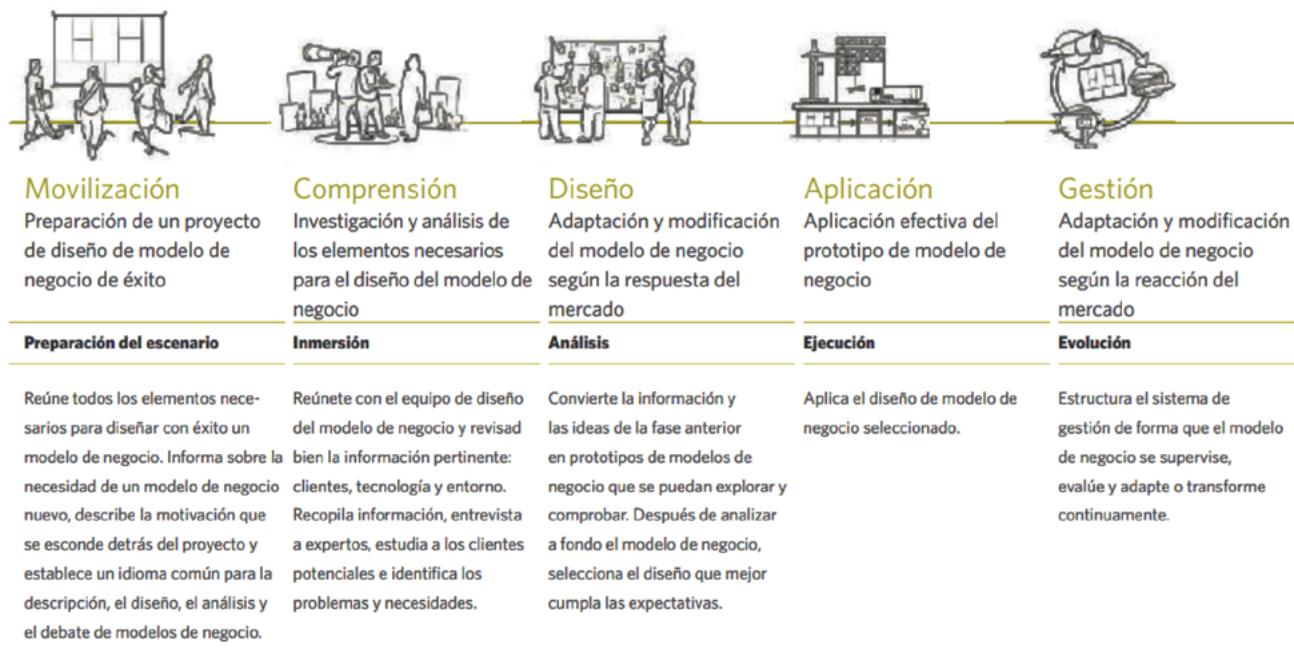 Movilización
Preparación de un proyecto
de diseño de modelo de
negocio de éxito
Preparación del escenario
Reúne todos los elementos nece-
sarios para diseñar con éxito un
modelo de negocio. Informa sobre la
necesidad de un modelo de negocio
nuevo, describe la motivación que
se esconde detrás del proyecto y
establece un idioma común para la
descripción, el diseño, el análisis y
el debate de modelos de negocio.
Comprensión
Investigación y análisis de
los elementos necesarios
para el diseño del modelo de
negocio
Inmersión
Reúnete con el equipo de diseño
del modelo de negocio y revisad
bien la información pertinente:
clientes, tecnología y entorno.
Recopila información, entrevista
a expertos, estudia a los clientes
potenciales e identifica los
problemas y necesidades.
Diseño
Adaptación y modificación
del modelo de negocio
según la respuesta del
mercado
Análisis
Convierte la información y
las ideas de la fase anterior
en prototipos de modelos de
negocio que se puedan explorar y
comprobar. Después de analizar
a fondo el modelo de negocio,
selecciona el diseño que mejor
cumpla las expectativas.
Aplicación
Aplicación efectiva del
prototipo de modelo de
negocio
Ejecución
Aplica el diseño de modelo de
negocio seleccionado.
Gestión
Adaptación y modificación
del modelo de negocio
según la reacción del
mercado
Evolución
Estructura el sistema de
gestión de forma que el modelo
de negocio se supervise,
evalúe y adapte o transforme
continuamente.